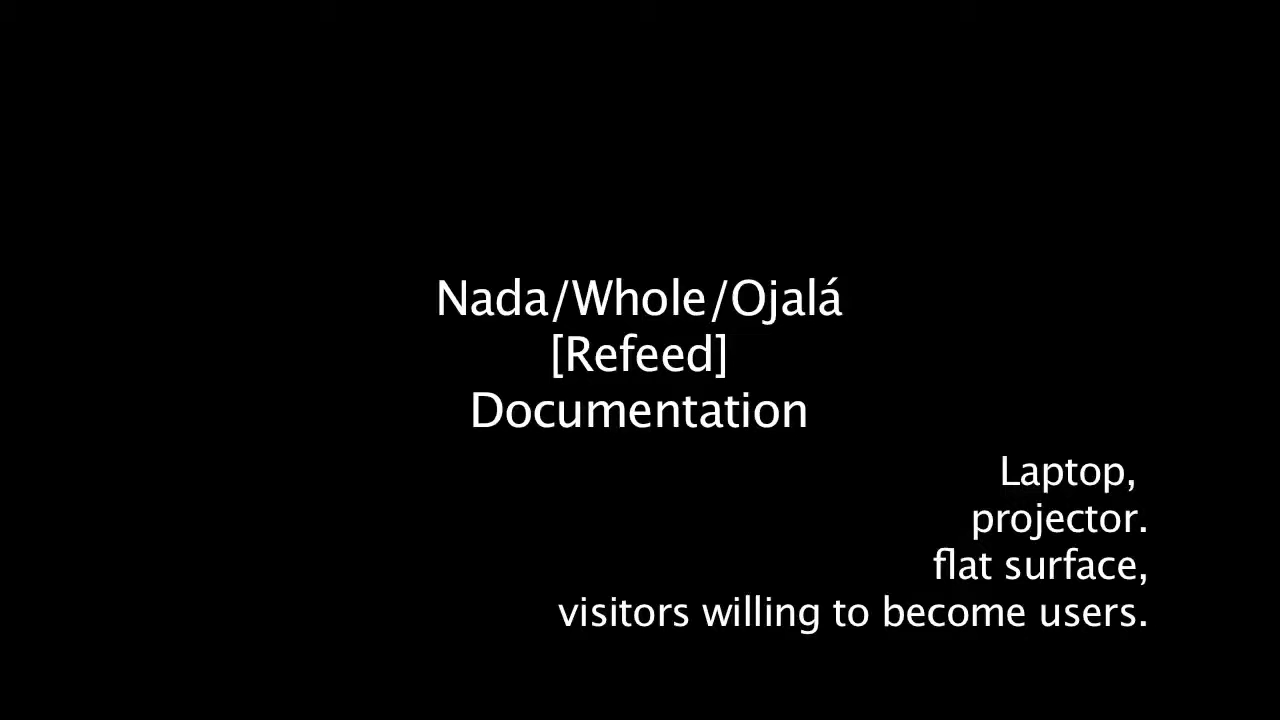 Nada/Whole/Ojalá
[Refeed]
Documentation
Laptop,
projector.
flat surface,
visitors willing to become users.